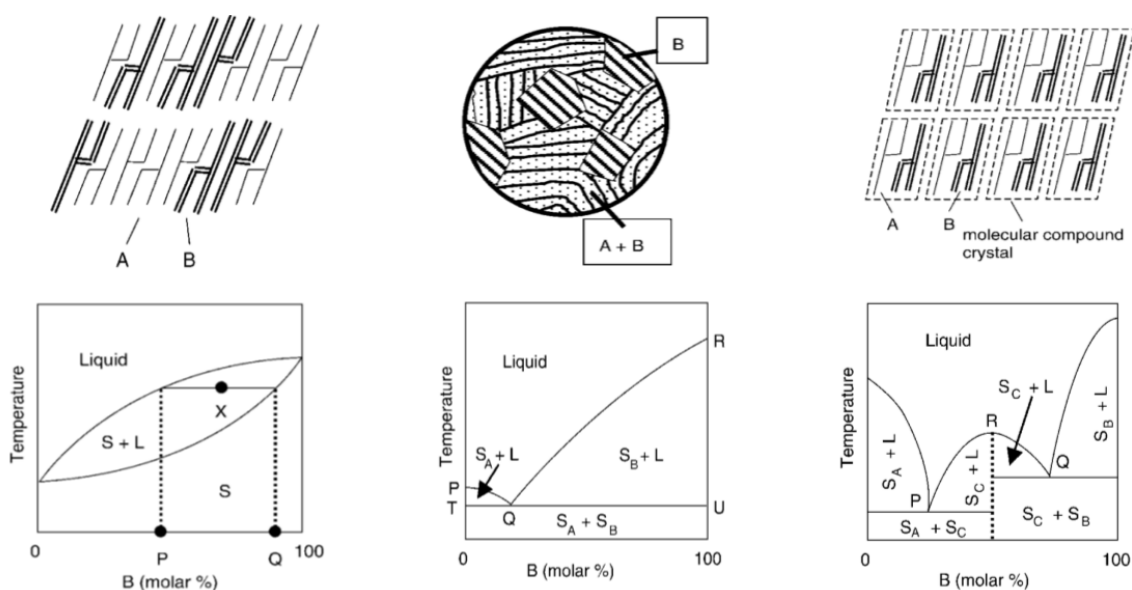 A
B
B
A + B
A
B
molecular compound
crystal
Temperature
Liquid
X
S + L
S
0
P
Q
100
B (molar %)
Temperature
Liquid
R
S_A + L
S_B + L
P
T
Q
U
S_A + S_B
0
100
B (molar %)
Temperature
Liquid
S_C + L
R
S_A + L
S_C + L
S_B + L
P
Q
S_A + S_C
S_C + S_B
0
100
B (molar %)